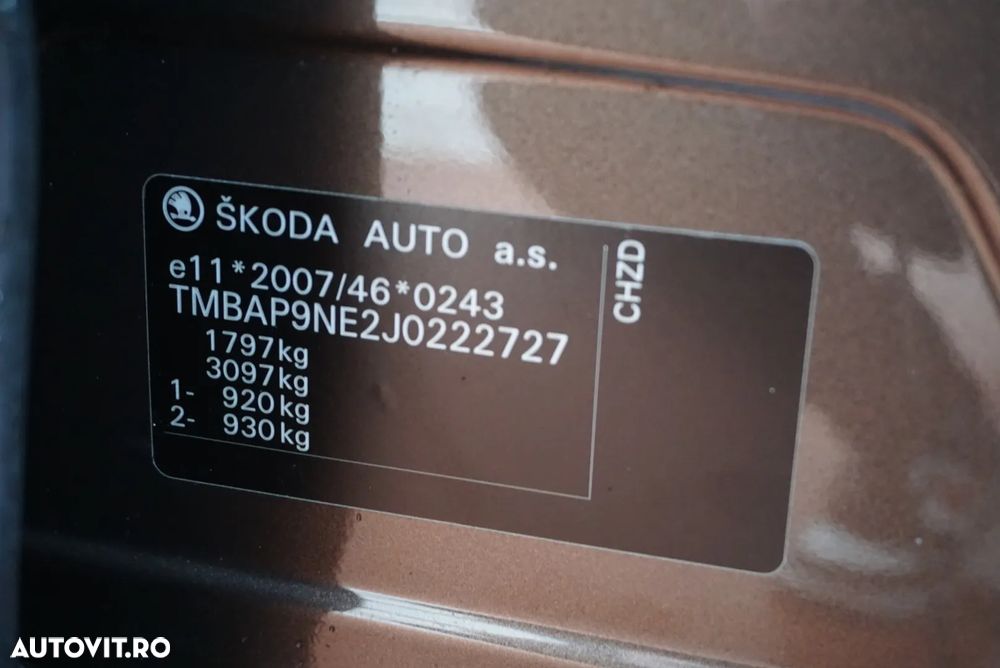 ŠKODA AUTO a.s.
e11*2007/46*0243
TMBAP9NE2J0222727
1797kg
3097kg
1- 920kg
2- 930kg
CHZD
AUTOVIT.RO